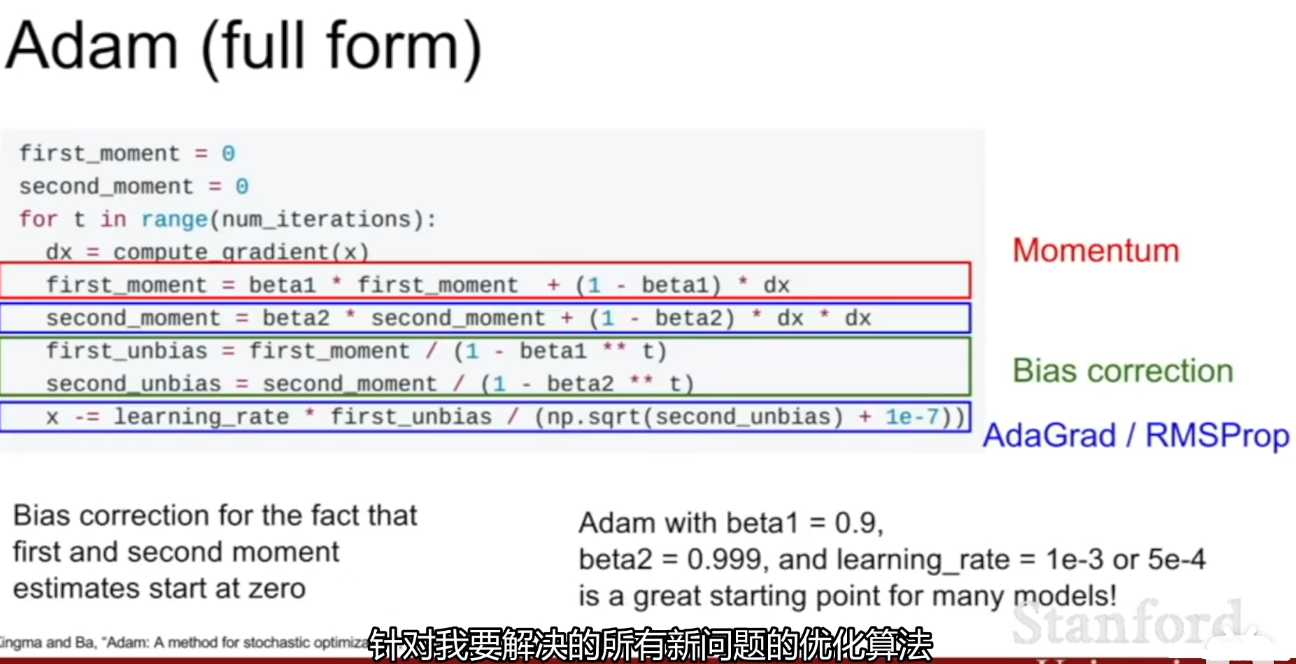 Adam (full form)
first_moment = 0
second_moment = 0
for t in range(num_iterations):
dx = compute_gradient(x)
first_moment = beta1 * first_moment + (1 - beta1) * dx
Momentum
second_moment = beta2 * second_moment + (1 - beta2) * dx * dx
first_unbias = first_moment / (1 - beta1 ** t)
second_unbias = second_moment / (1 - beta2 ** t)
Bias correction
x -= learning_rate * first_unbias / (np.sqrt(second_unbias) + 1e-7))
AdaGrad / RMSProp
Bias correction for the fact that
first and second moment
estimates start at zero
Adam with beta1 = 0.9,
beta2 = 0.999, and learning_rate = 1e-3 or 5e-4
is a great starting point for many models!
Stanford
and Ba, "Adam: A method for stochastic
针对我要解决的所有新问题的优化算法